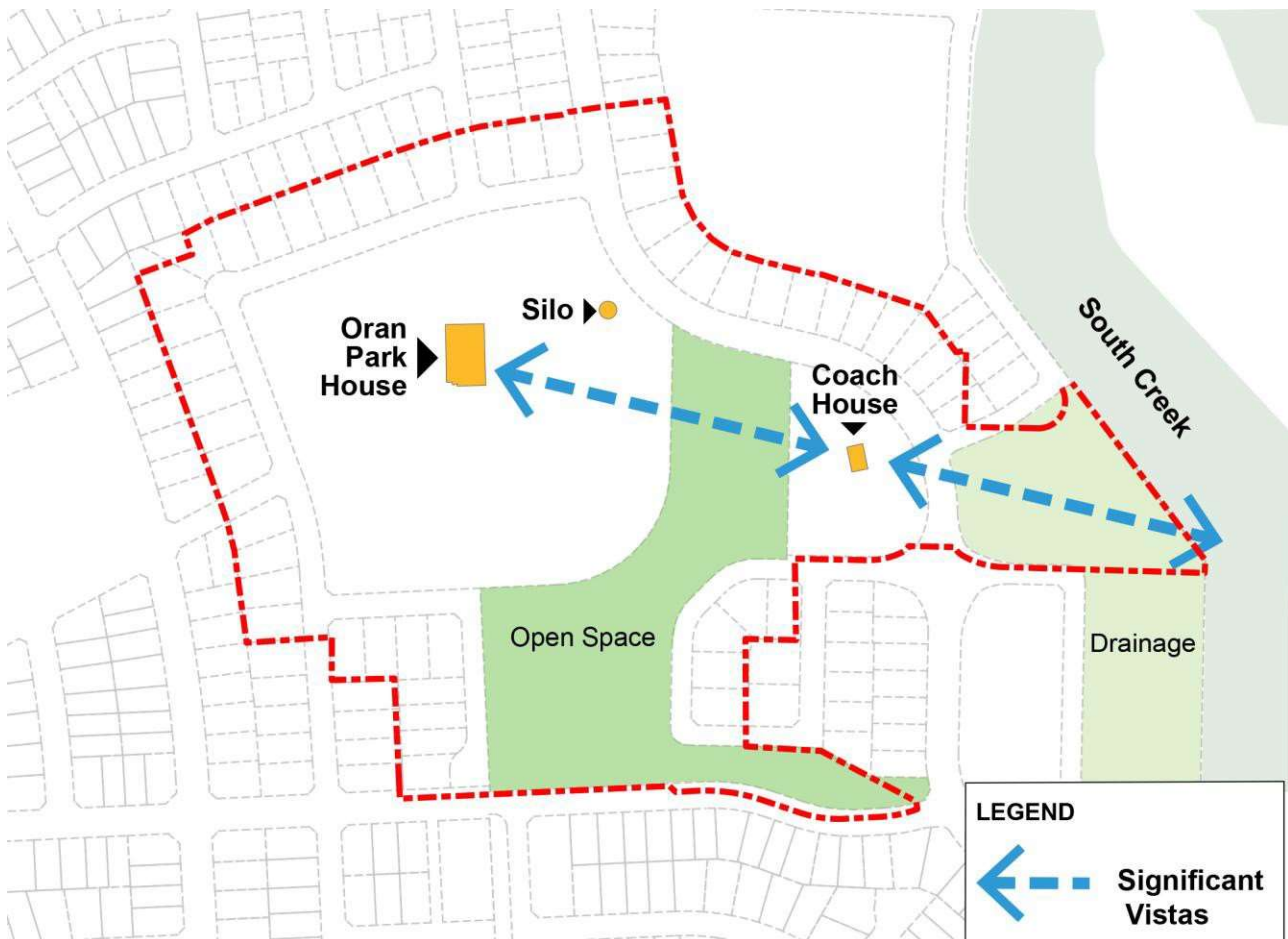 Silo
Oran
Park
House
Coach
House
South Creek
Open Space
Drainage
LEGEND
Significant
Vistas